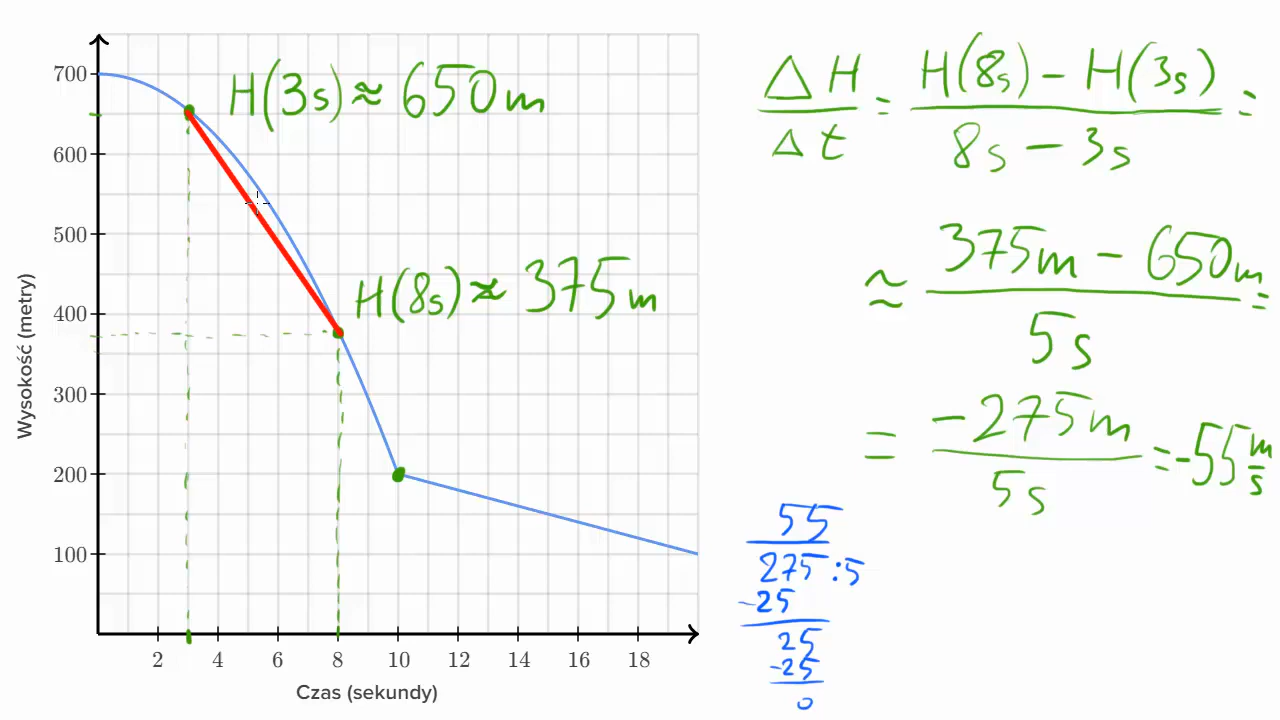 700
600
500
400
300
200
100
Wysokość (metry)
2 4 6 8 10 12 14 16 18
Czas (sekundy)
H(3s)≈650m
H(8s)≈375m
ΔH/Δt = (H(8s) − H(3s))/(8s − 3s) =
≈ (375m − 650m)/5s =
= −275m/5s = −55 m/s
55
275:5
−25
25
−25
0